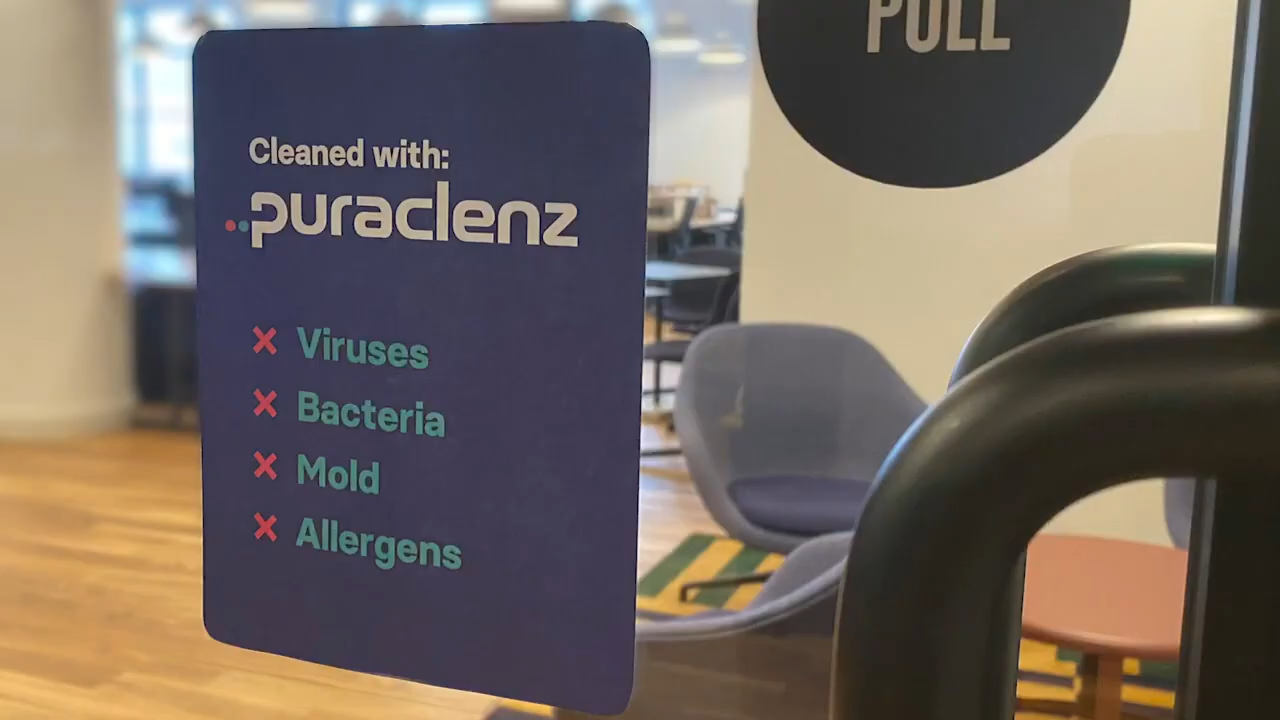 PULL
Cleaned with:
puraclenz
Viruses
Bacteria
Mold
Allergens